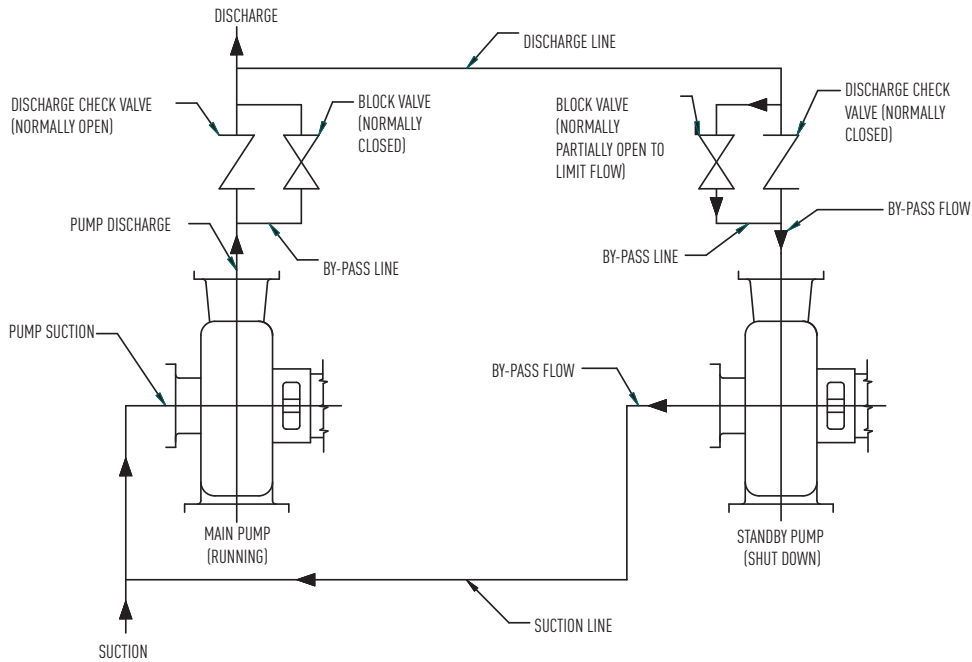 DISCHARGE
DISCHARGE LINE
DISCHARGE CHECK VALVE
(NORMALLY OPEN)
BLOCK VALVE
(NORMALLY
CLOSED)
BLOCK VALVE
(NORMALLY
PARTIALLY OPEN TO
LIMIT FLOW)
DISCHARGE CHECK
VALVE (NORMALLY
CLOSED)
PUMP DISCHARGE
BY-PASS LINE
BY-PASS LINE
BY-PASS FLOW
PUMP SUCTION
BY-PASS FLOW
MAIN PUMP
(RUNNING)
STANDBY PUMP
(SHUT DOWN)
SUCTION LINE
SUCTION